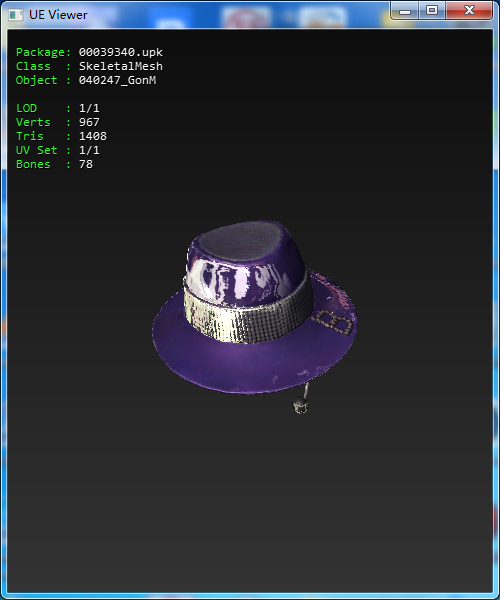 UE Viewer
Package: 00039340.upk
Class : SkeletalMesh
Object : 040247_GonM
LOD : 1/1
Verts : 967
Tris : 1408
UV Set : 1/1
Bones : 78